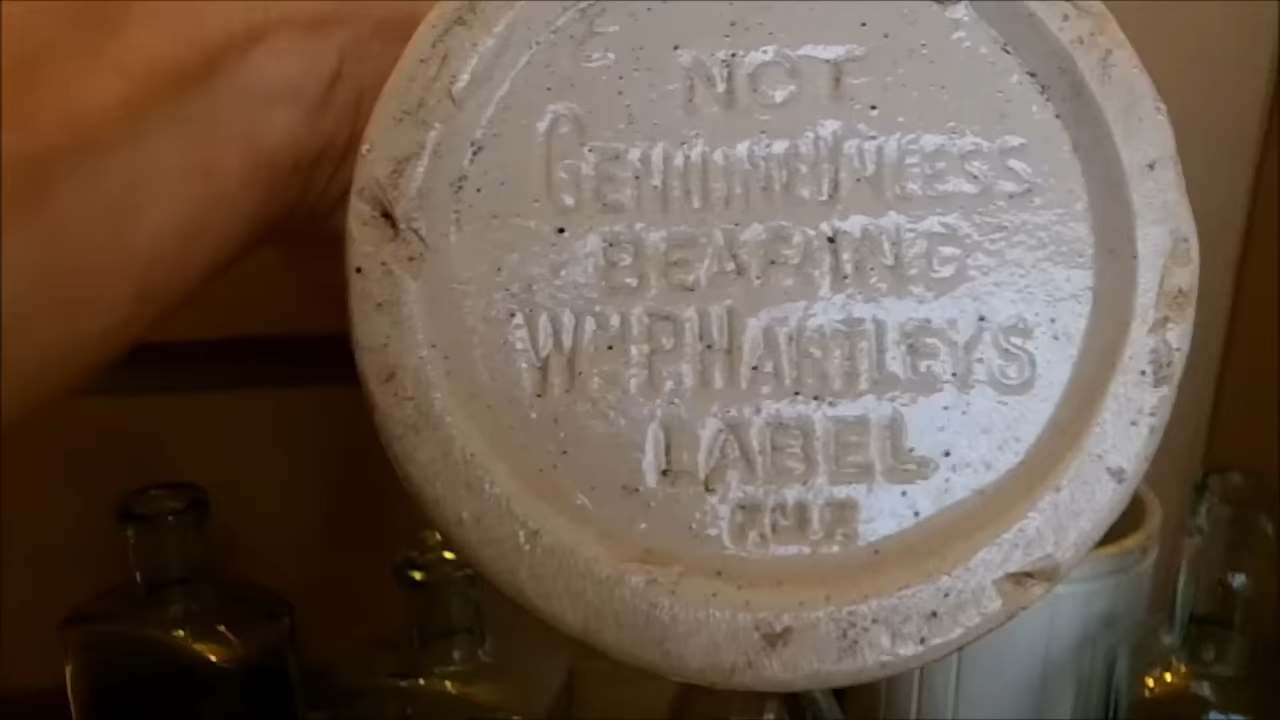 NOT
GENUINE UNLESS
BEARING
Wᴹ P. HARTLEYS
LABEL